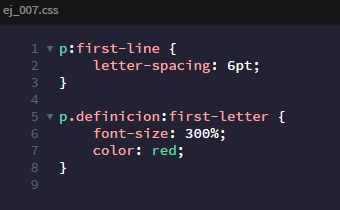 ej_007.css
1 p:first-line {
2     letter-spacing: 6pt;
3 }
4
5 p.definicion:first-letter {
6     font-size: 300%;
7     color: red;
8 }
9